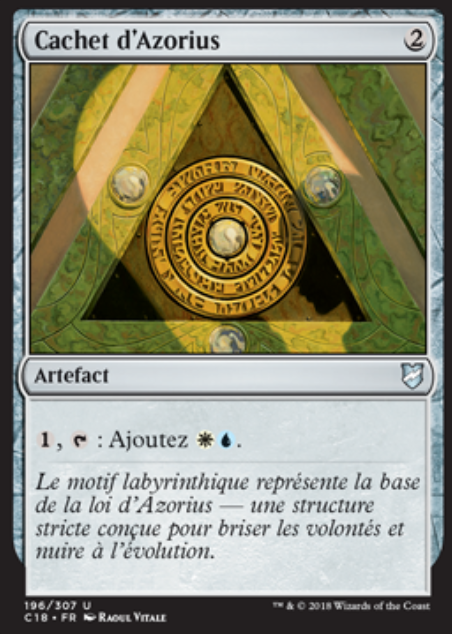 Cachet d'Azorius 2
Artefact
1, : Ajoutez .
Le motif labyrinthique représente la base
de la loi d'Azorius — une structure
stricte conçue pour briser les volontés et
nuire à l'évolution.
196/307 U
™ & © 2018 Wizards of the Coast
C18 • FR Raoul Vitale